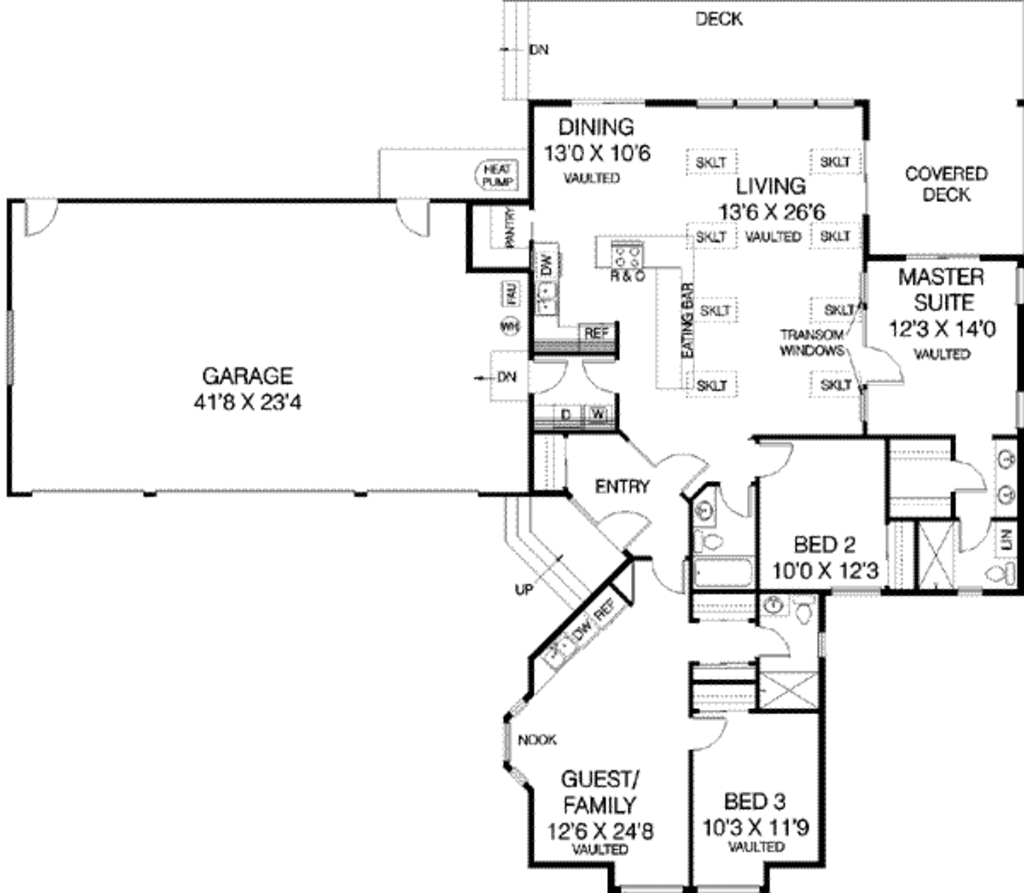 DECK
DN
DINING
13'0 X 10'6
VAULTED
HEAT
PUMP
SKLT
SKLT
COVERED
DECK
LIVING
13'6 X 26'6
VAULTED
PANTRY
SKLT
SKLT
DW
R & O
MASTER
SUITE
12'3 X 14'0
VAULTED
FAU
WH
EATING BAR
SKLT
SKLT
REF
TRANSOM
WINDOWS
GARAGE
41'8 X 23'4
DN
SKLT
SKLT
D
W
ENTRY
BED 2
10'0 X 12'3
LIN
UP
REF
DW
NOOK
GUEST/
FAMILY
12'6 X 24'8
VAULTED
BED 3
10'3 X 11'9
VAULTED